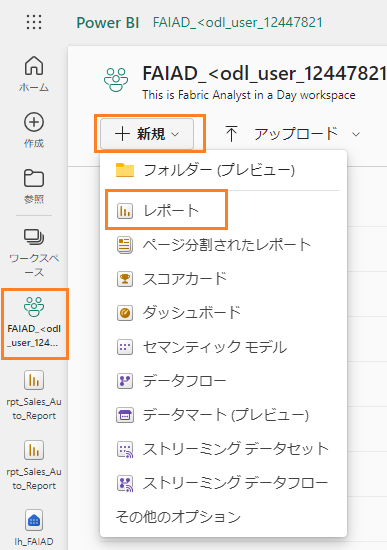 Power BI FAIAD_<odl_user_12447821
ホーム
作成
参照
ワークスペ
ース
FAIAD_<odl
_user_124...
rpt_Sales_Au
to_Report
rpt_Sales_Au
to_Report
lh_FAIAD
FAIAD_<odl_user_12447821
This is Fabric Analyst in a Day workspace
新規
アップロード
フォルダー (プレビュー)
レポート
ページ分割されたレポート
スコアカード
ダッシュボード
セマンティック モデル
データフロー
データマート (プレビュー)
ストリーミング データセット
ストリーミング データフロー
その他のオプション